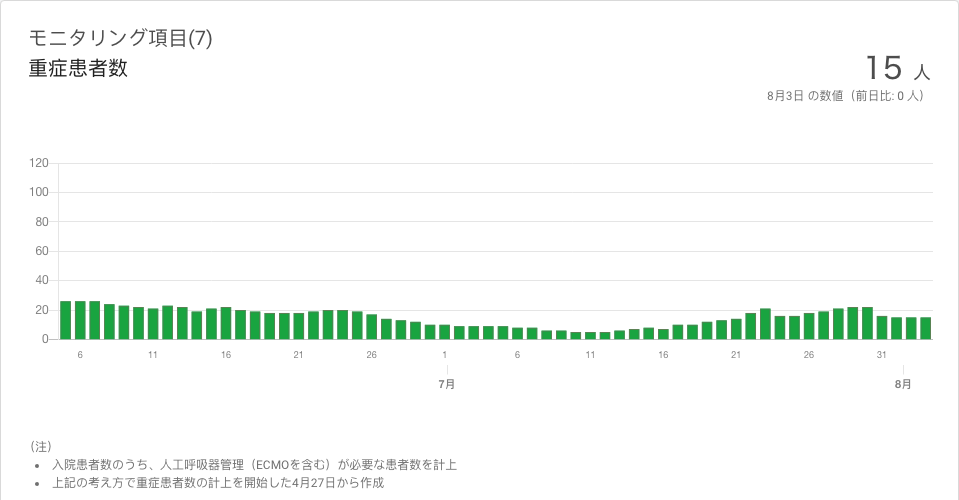 モニタリング項目(7)
重症患者数
15 人
8月3日 の数値（前日比: 0 人）
120
100
80
60
40
20
0
6 11 16 21 26 1 6 11 16 21 26 31
7月 8月
（注）
• 入院患者数のうち、人工呼吸器管理（ECMOを含む）が必要な患者数を計上
• 上記の考え方で重症患者数の計上を開始した4月27日から作成